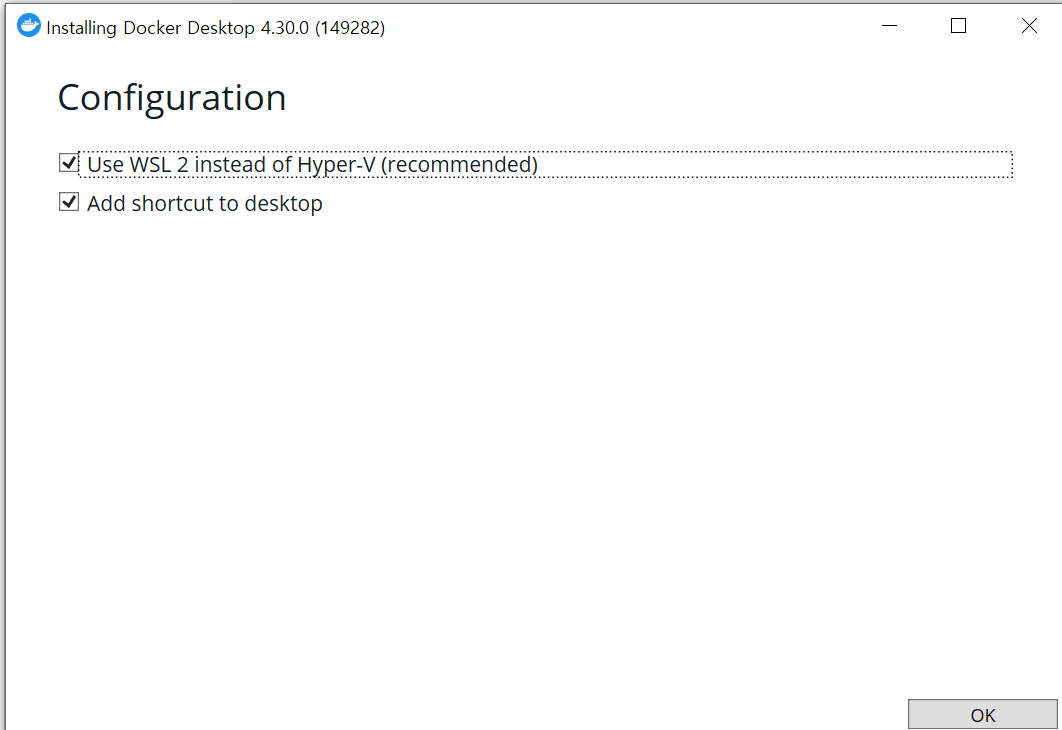 Installing Docker Desktop 4.30.0 (149282)
Configuration
Use WSL 2 instead of Hyper-V (recommended)
Add shortcut to desktop
OK